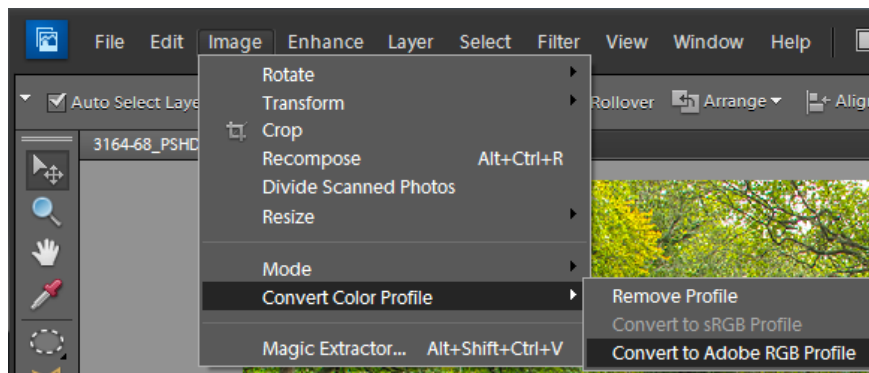 File Edit Image Enhance Layer Select Filter View Window Help
Auto Select Laye
Rollover Arrange Alig
3164-68_PSHD
Rotate
Transform
Crop
Recompose Alt+Ctrl+R
Divide Scanned Photos
Resize
Mode
Convert Color Profile
Magic Extractor... Alt+Shift+Ctrl+V
Remove Profile
Convert to sRGB Profile
Convert to Adobe RGB Profile